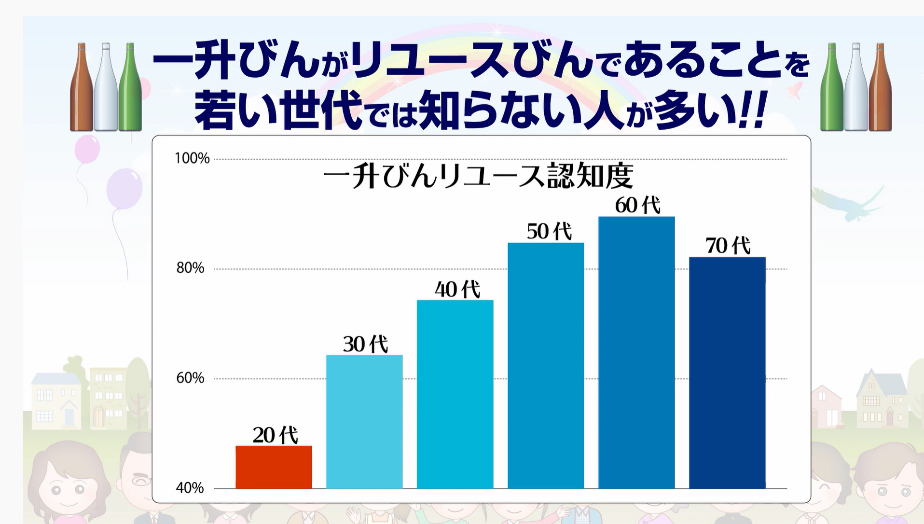 一升びんがリユースびんであることを
若い世代では知らない人が多い!!
一升びんリユース認知度
100%
80%
60%
40%
20代
30代
40代
50代
60代
70代